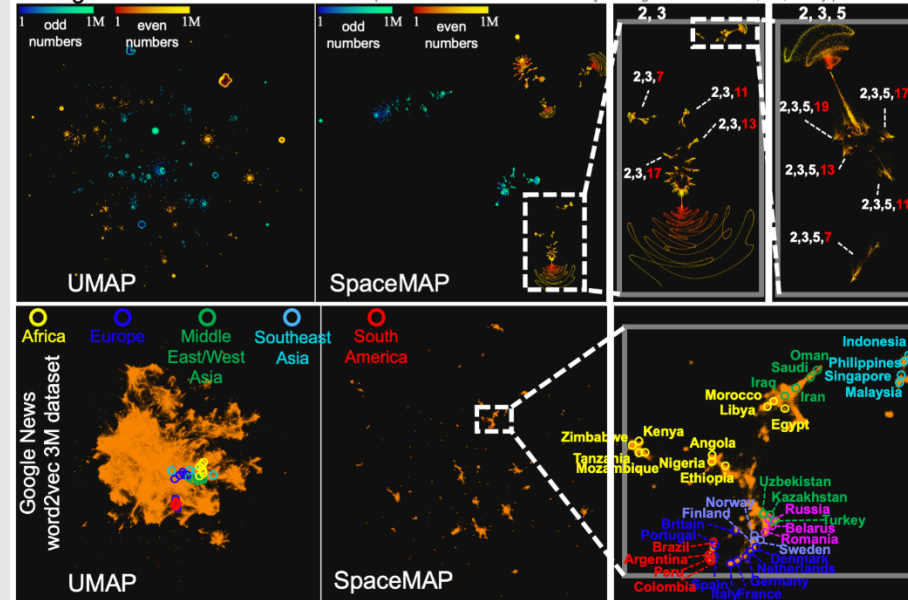 1 1M 1 1M
odd numbers
even numbers
UMAP
1 1M 1 1M
odd numbers
even numbers
SpaceMAP
2, 3
2,3,7
2,3,11
2,3,13
2,3,17
2, 3, 5
2,3,5,17
2,3,5,19
2,3,5,13
2,3,5,11
2,3,5,7
Google News
word2vec 3M dataset
Africa
Europe
Middle
East/West
Asia
Southeast
Asia
South
America
UMAP
SpaceMAP
Indonesia
Oman
Philippines
Saudi
Singapore
Iraq
Malaysia
Iran
Morocco
Libya
Egypt
Zimbabwe
Kenya
Angola
Tanzania
Nigeria
Mozambique
Ethiopia
Uzbekistan
Kazakhstan
Norway
Russia
Finland
Turkey
Britain
Belarus
Portugal
Romania
Brazil
Sweden
Argentina
Denmark
Peru
Netherlands
Colombia
Germany
Spain
Italy
France